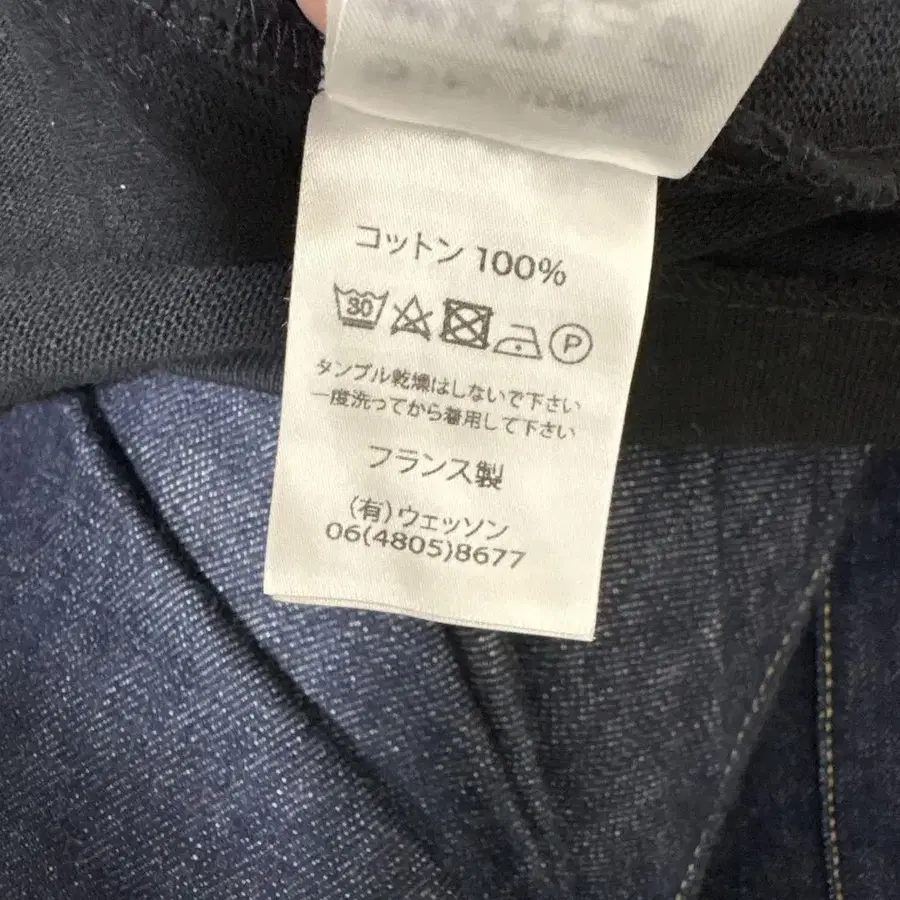 コットン 100%
30 P
タンブル乾燥はしないで下さい
一度洗ってから着用して下さい
フランス製
(有)ウェッソン
06(4805)8677